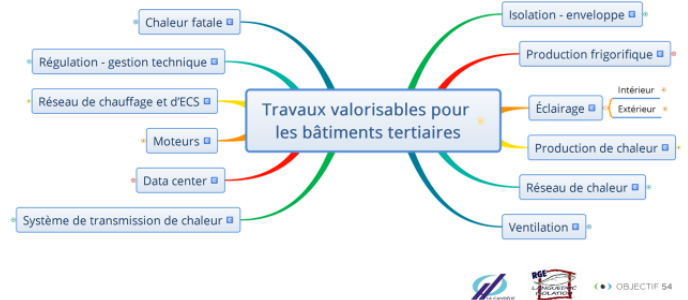 Chaleur fatale
Régulation - gestion technique
Réseau de chauffage et d'ECS
Moteurs
Data center
Système de transmission de chaleur
Travaux valorisables pour
les bâtiments tertiaires
Isolation - enveloppe
Production frigorifique
Éclairage
Intérieur
Extérieur
Production de chaleur
Réseau de chaleur
Ventilation
RGE
LANGUEDOC
ISOLATION
OBJECTIF 54